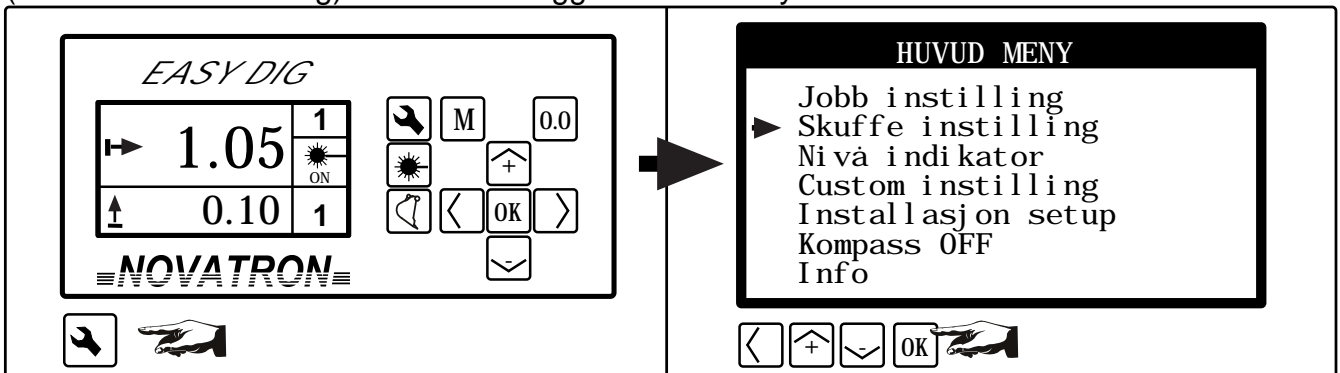 EASY DIG
1.05
1
ON
0.10
1
M
0.0
+
OK
-
NOVATRON
HUVUD MENY
Jobb instilling
Skuffe instilling
Nivå indikator
Custom instilling
Installasjon setup
Kompass OFF
Info
+
-
OK